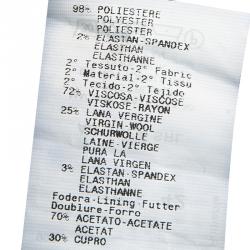 98% POLIESTERE
POLYESTER
POLIESTER
2% ELASTAN-SPANDEX
ELASTHAN
ELASTHANNE
2° Tessuto-2° Fabric
2° Material-2° Tissu
2° Tecido-2° Tejido
72% VISCOSA-VISCOSE
VISKOSE-RAYON
25% LANA VERGINE
VIRGIN-WOOL
SCHURWOLLE
LAINE-VIERGE
PURA LÃ
LANA VIRGEN
3% ELASTAN-SPANDEX
ELASTHAN
ELASTHANNE
Fodera-Lining-Futter
Doublure-Forro
70% ACETATO-ACETATE
ACETAT
30% CUPRO